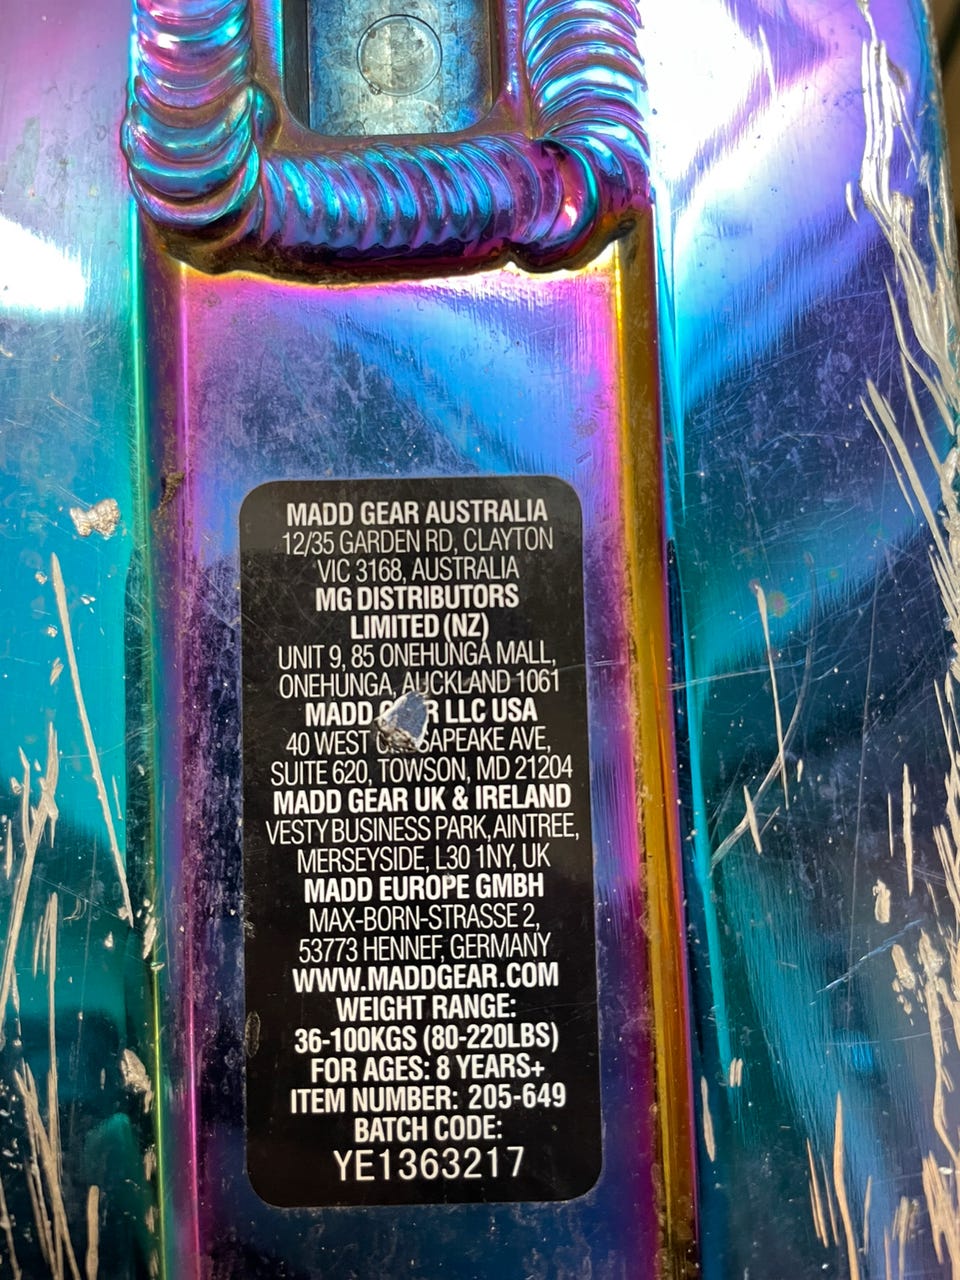 MADD GEAR AUSTRALIA
12/35 GARDEN RD, CLAYTON
VIC 3168, AUSTRALIA
MG DISTRIBUTORS
LIMITED (NZ)
UNIT 9, 85 ONEHUNGA MALL,
ONEHUNGA, AUCKLAND 1061
MADD GEAR LLC USA
40 WEST CHESAPEAKE AVE,
SUITE 620, TOWSON, MD 21204
MADD GEAR UK & IRELAND
VESTY BUSINESS PARK, AINTREE,
MERSEYSIDE, L30 1NY, UK
MADD EUROPE GMBH
MAX-BORN-STRASSE 2,
53773 HENNEF, GERMANY
WWW.MADDGEAR.COM
WEIGHT RANGE:
36-100KGS (80-220LBS)
FOR AGES: 8 YEARS+
ITEM NUMBER: 205-649
BATCH CODE:
YE1363217